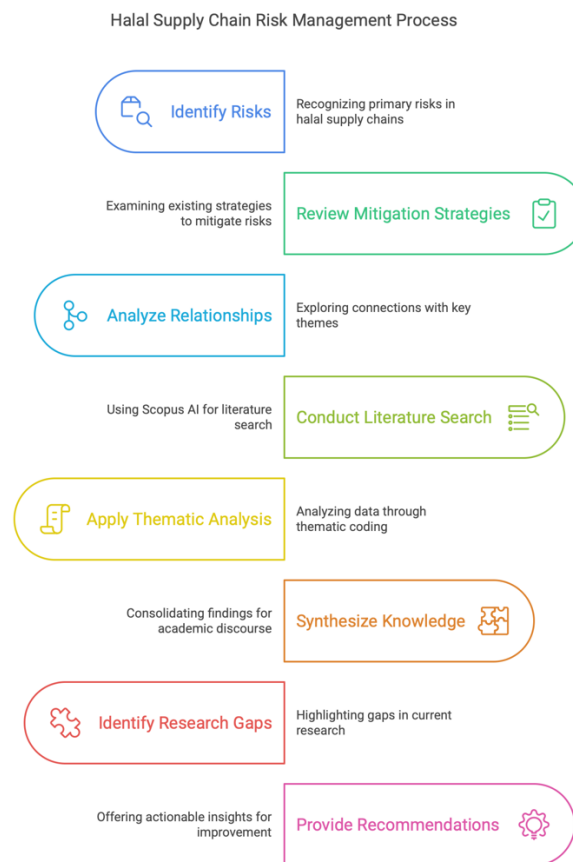 Halal Supply Chain Risk Management Process
Identify Risks
Recognizing primary risks in
halal supply chains
Examining existing strategies
to mitigate risks
Review Mitigation Strategies
Analyze Relationships
Exploring connections with key
themes
Using Scopus AI for literature
search
Conduct Literature Search
Apply Thematic Analysis
Analyzing data through
thematic coding
Consolidating findings for
academic discourse
Synthesize Knowledge
Identify Research Gaps
Highlighting gaps in current
research
Offering actionable insights for
improvement
Provide Recommendations